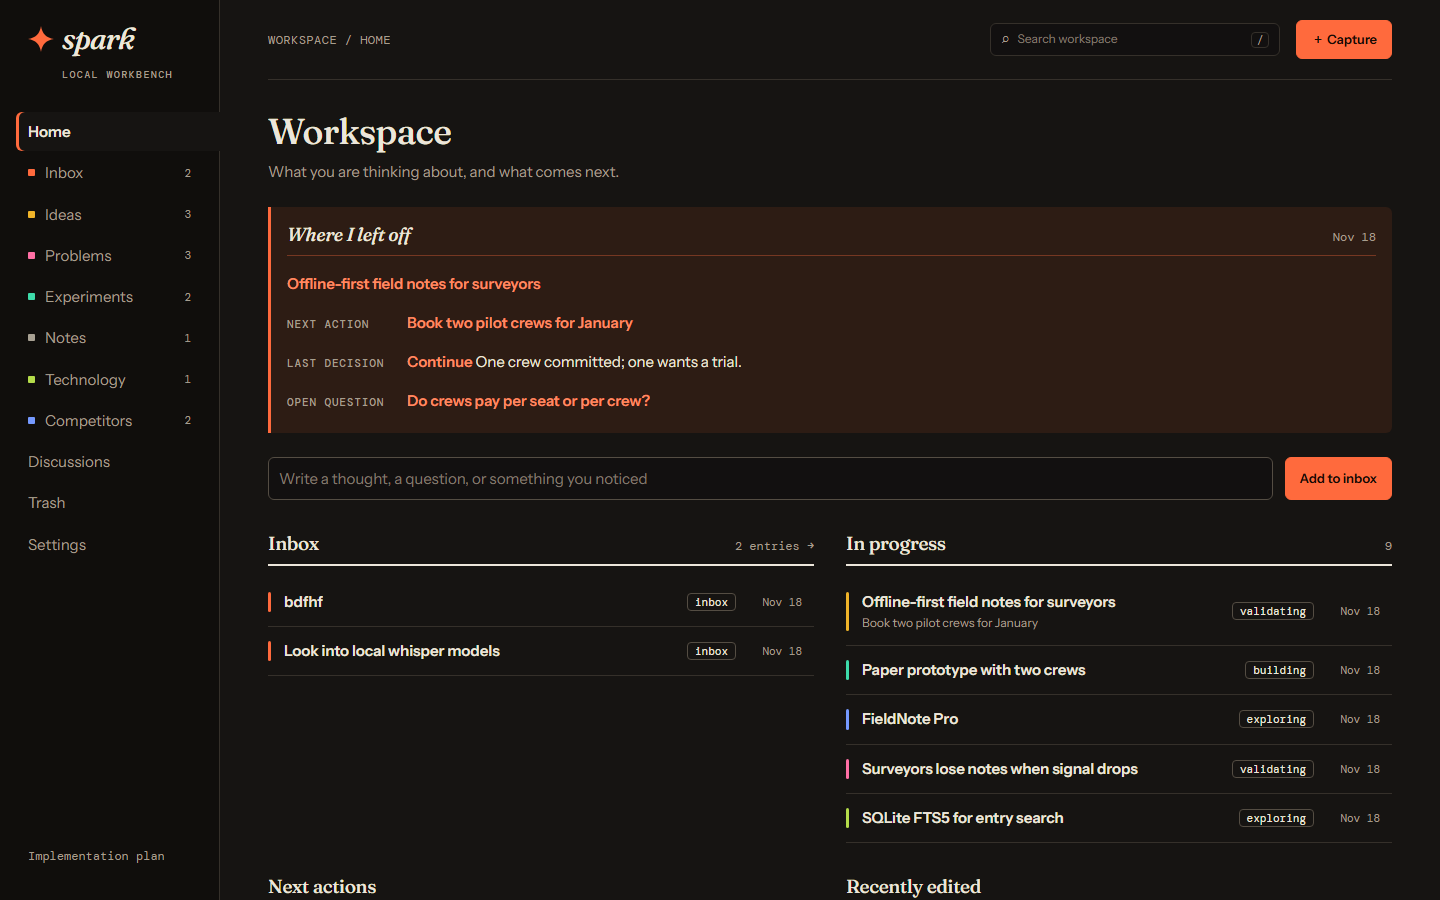 spark
LOCAL WORKBENCH
Home
Inbox 2
Ideas 3
Problems 3
Experiments 2
Notes 1
Technology 1
Competitors 2
Discussions
Trash
Settings
Implementation plan
WORKSPACE / HOME
Search workspace /
+ Capture
Workspace
What you are thinking about, and what comes next.
Where I left off Nov 18
Offline-first field notes for surveyors
NEXT ACTION Book two pilot crews for January
LAST DECISION Continue One crew committed; one wants a trial.
OPEN QUESTION Do crews pay per seat or per crew?
Write a thought, a question, or something you noticed
Add to inbox
Inbox 2 entries →
bdfhf inbox Nov 18
Look into local whisper models inbox Nov 18
In progress 9
Offline-first field notes for surveyors validating Nov 18
Book two pilot crews for January
Paper prototype with two crews building Nov 18
FieldNote Pro exploring Nov 18
Surveyors lose notes when signal drops validating Nov 18
SQLite FTS5 for entry search exploring Nov 18
Next actions
Recently edited